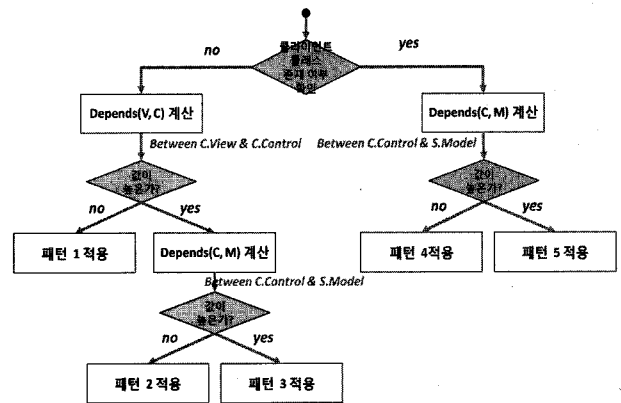 no
클라이언트
클래스
존재 여부
확인
yes
Depends(V, C) 계산
Depends(C, M) 계산
Between C.View & C.Control
Between C.Control & S.Model
값이
높은가?
값이
높은가?
no
yes
no
yes
패턴 1 적용
Depends(C, M) 계산
패턴 4적용
패턴 5 적용
Between C.Control & S.Model
값이
높은가?
no
yes
패턴 2 적용
패턴 3 적용